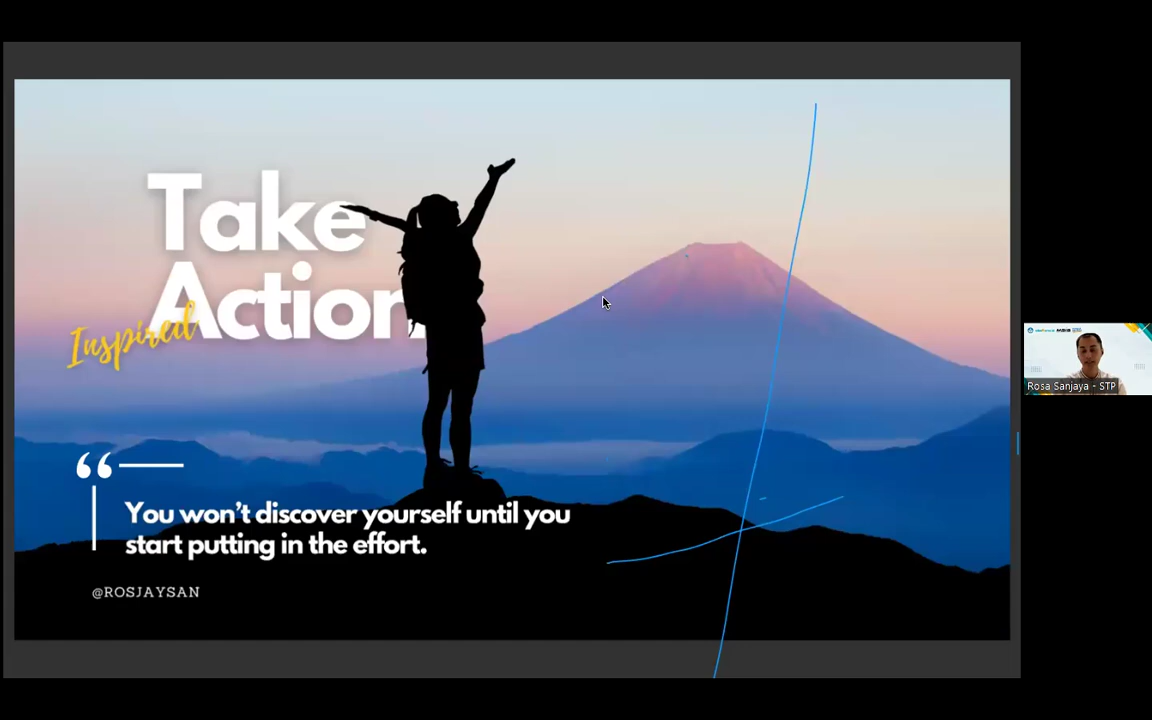 Take
Action
Inspired
You won't discover yourself until you
start putting in the effort.
@ROSJAYSAN
Rosa Sanjaya - STP